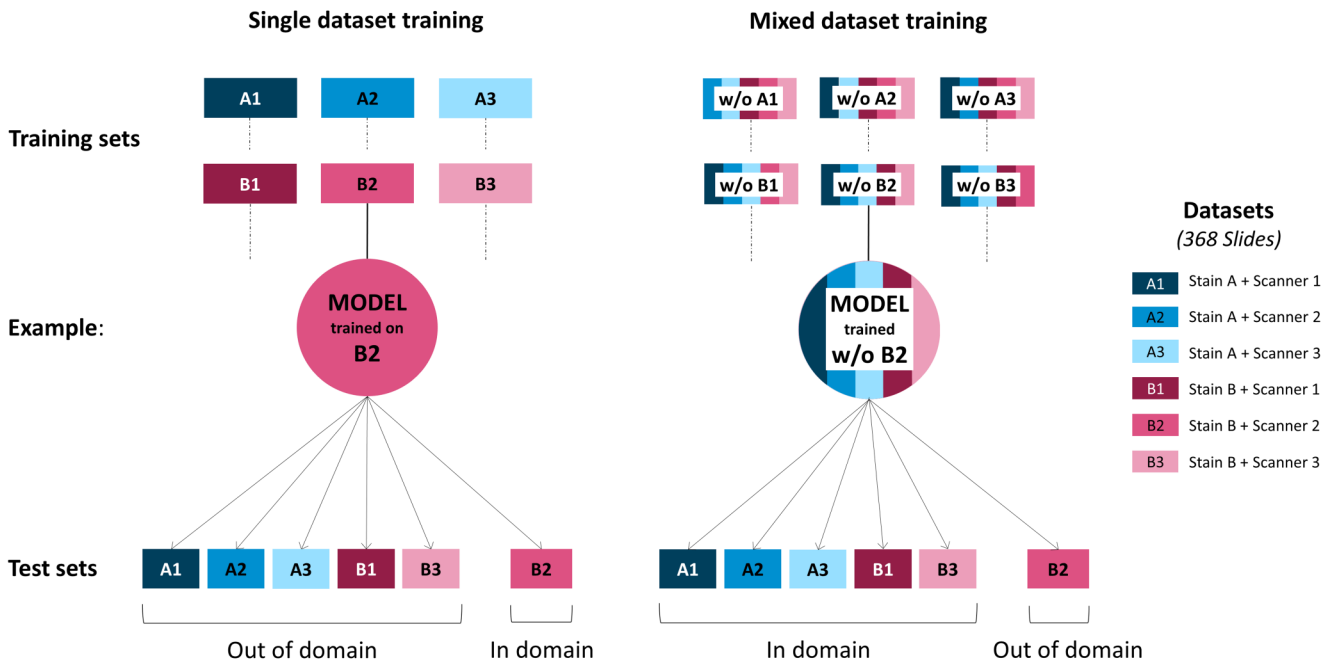 Single dataset training
Mixed dataset training
Training sets
A1
A2
A3
w/o A1
w/o A2
w/o A3
B1
B2
B3
w/o B1
w/o B2
w/o B3
Example:
MODEL
trained on
B2
MODEL
trained
w/o B2
Datasets
(368 Slides)
A1 Stain A + Scanner 1
A2 Stain A + Scanner 2
A3 Stain A + Scanner 3
B1 Stain B + Scanner 1
B2 Stain B + Scanner 2
B3 Stain B + Scanner 3
Test sets
A1
A2
A3
B1
B3
B2
A1
A2
A3
B1
B3
B2
Out of domain
In domain
In domain
Out of domain